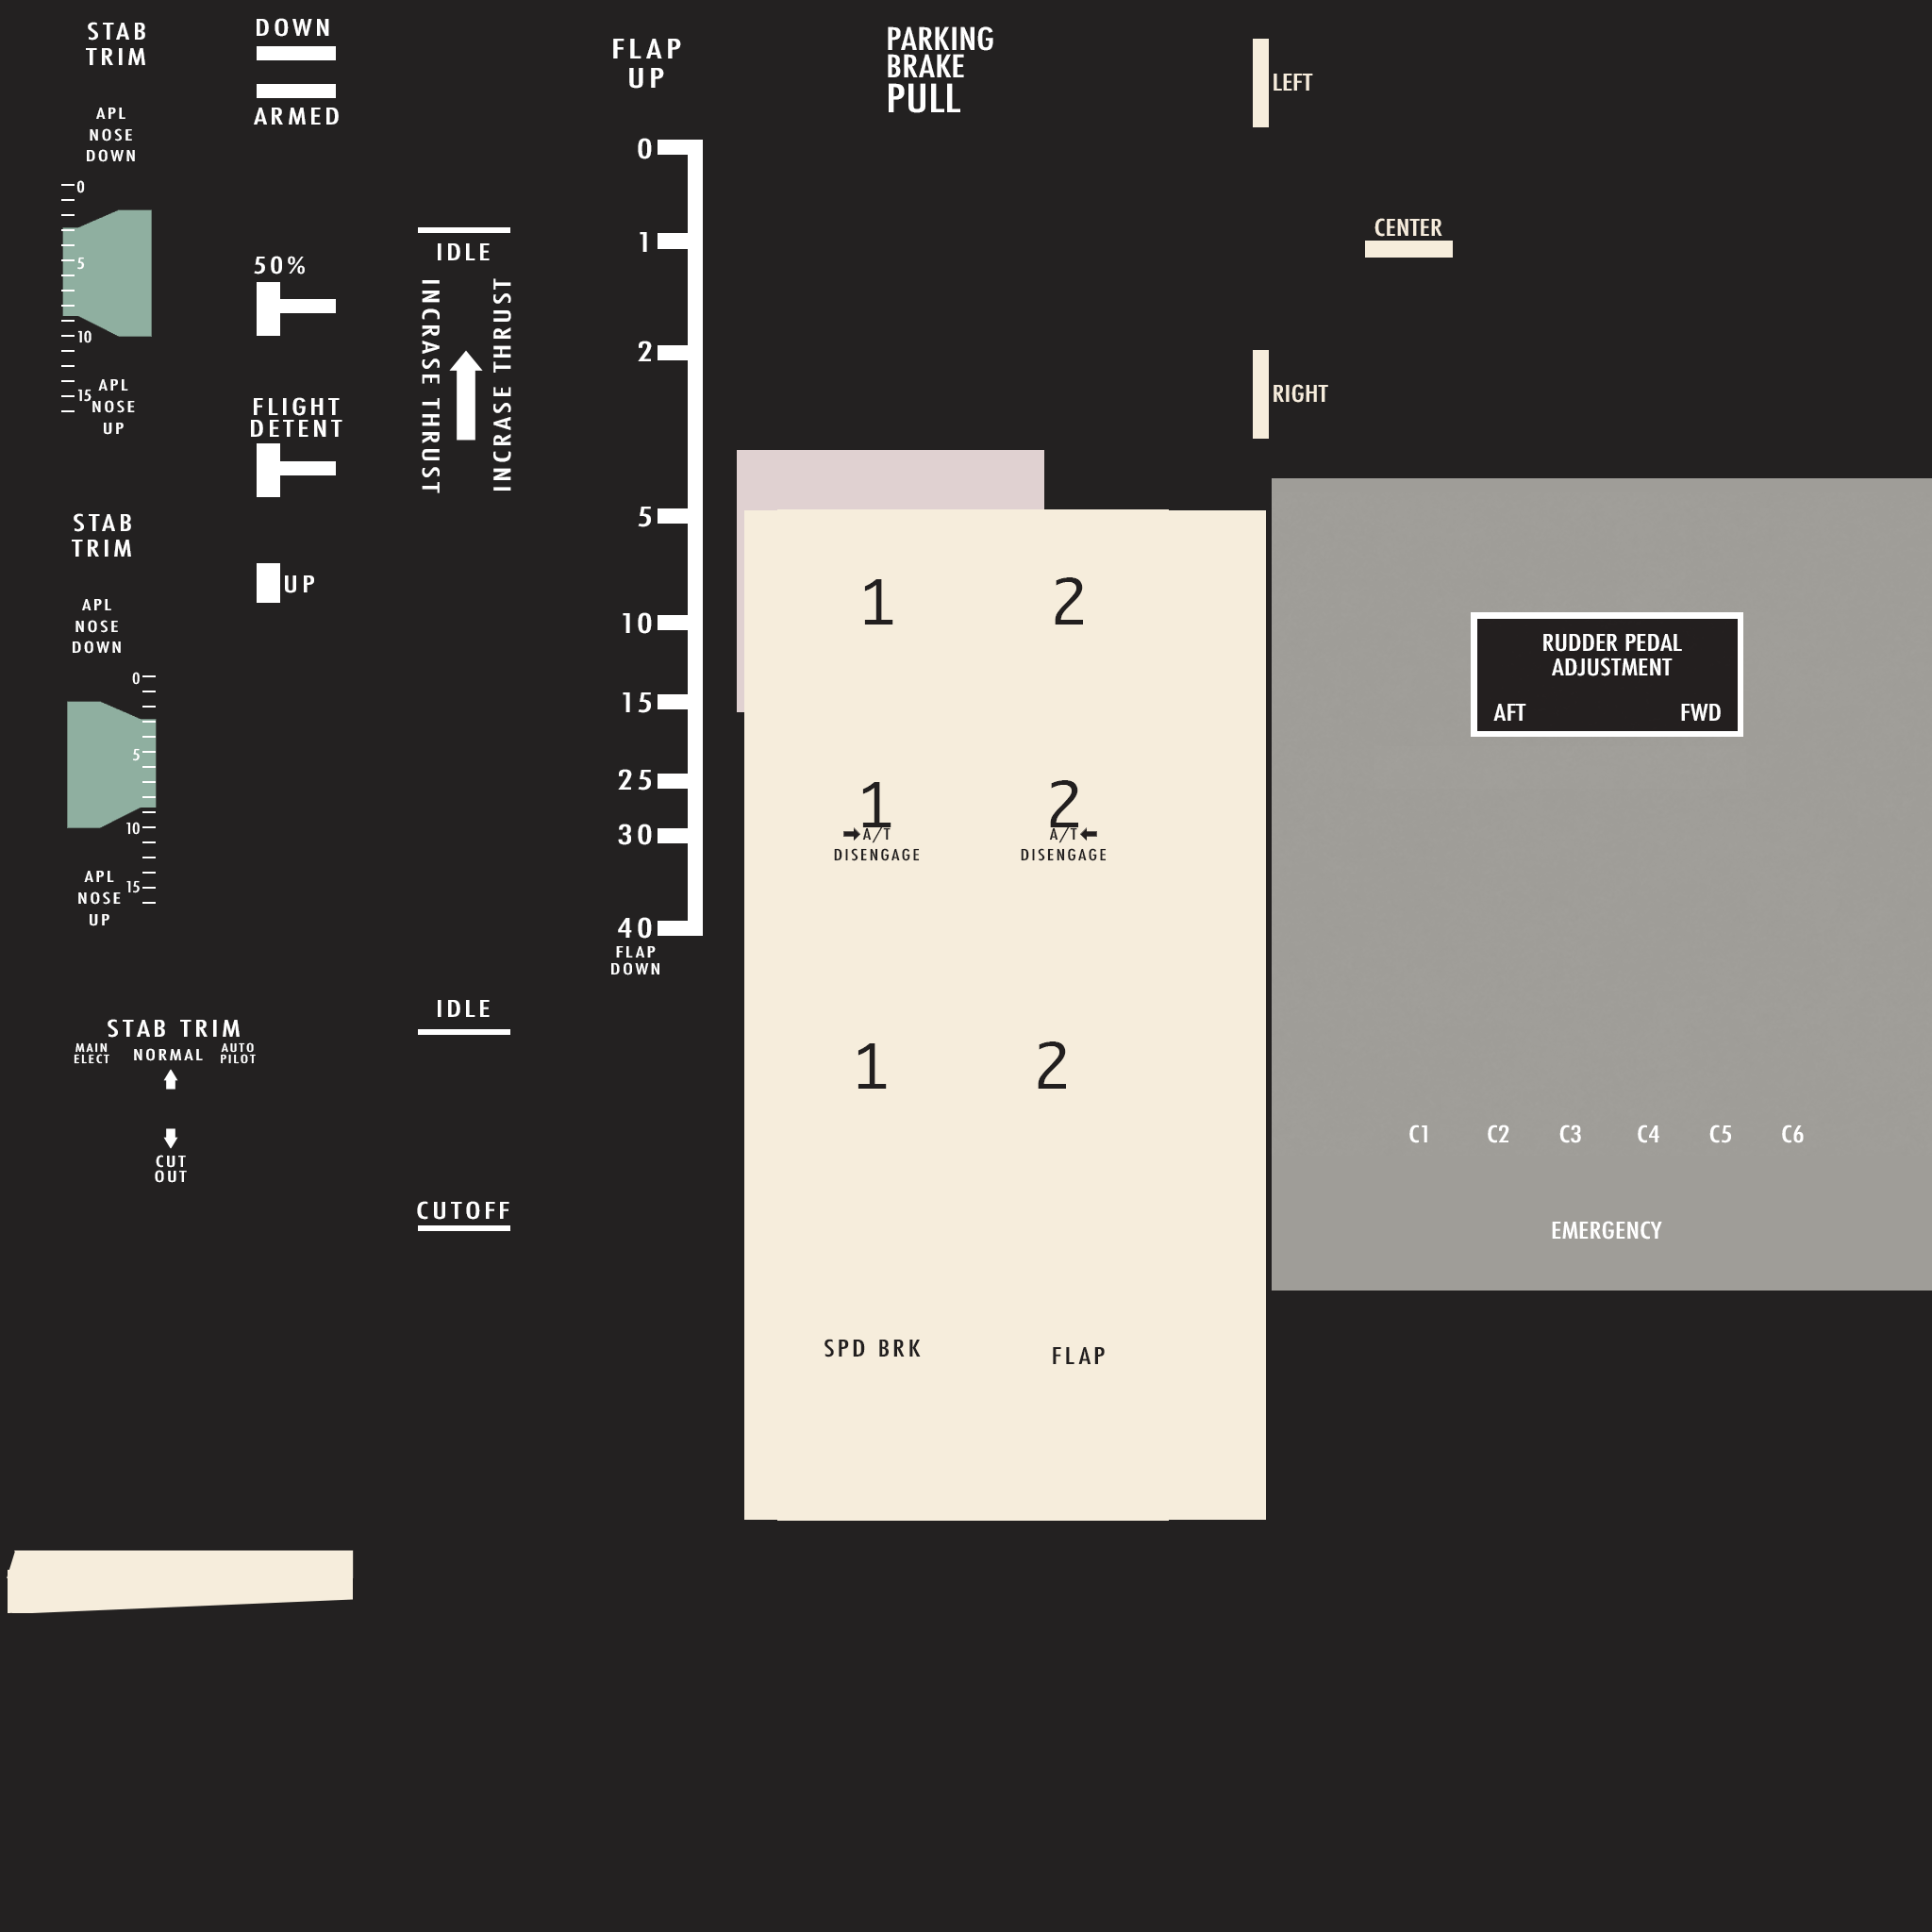 STAB
TRIM
APL
NOSE
DOWN
0
5
10
15
APL
NOSE
UP
STAB
TRIM
APL
NOSE
DOWN
0
5
10
15
APL
NOSE
UP
STAB TRIM
MAIN
ELECT
NORMAL
AUTO
PILOT
CUT
OUT
DOWN
ARMED
50%
FLIGHT
DETENT
UP
IDLE
INCRASE THRUST
INCRASE THRUST
IDLE
CUTOFF
FLAP
UP
0
1
2
5
10
15
25
30
40
FLAP
DOWN
PARKING
BRAKE
PULL
1 2
1 2
A/T A/T
DISENGAGE DISENGAGE
1 2
SPD BRK FLAP
LEFT
CENTER
RIGHT
RUDDER PEDAL
ADJUSTMENT
AFT FWD
C1 C2 C3 C4 C5 C6
EMERGENCY